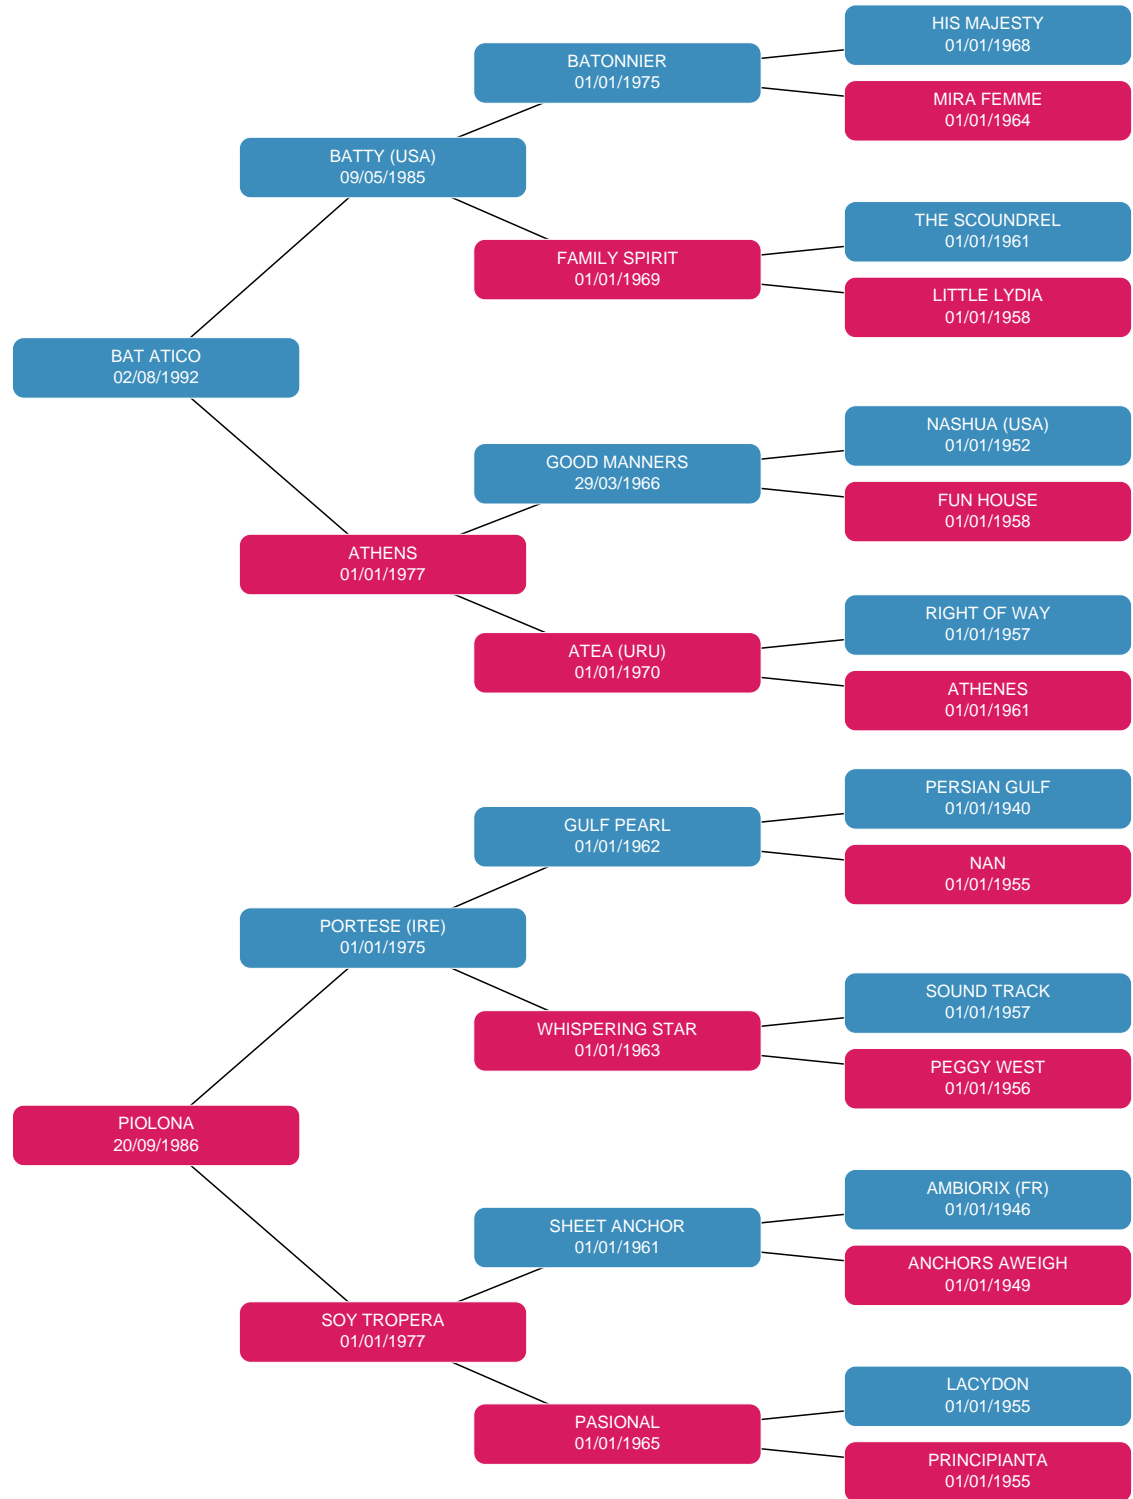 HIS MAJESTY
01/01/1968
BATONNIER
01/01/1975
MIRA FEMME
01/01/1964
BATTY (USA)
09/05/1985
THE SCOUNDREL
01/01/1961
FAMILY SPIRIT
01/01/1969
LITTLE LYDIA
01/01/1958
BAT ATICO
02/08/1992
NASHUA (USA)
01/01/1952
GOOD MANNERS
29/03/1966
FUN HOUSE
01/01/1958
ATHENS
01/01/1977
RIGHT OF WAY
01/01/1957
ATEA (URU)
01/01/1970
ATHENES
01/01/1961
PERSIAN GULF
01/01/1940
GULF PEARL
01/01/1962
NAN
01/01/1955
PORTESE (IRE)
01/01/1975
SOUND TRACK
01/01/1957
WHISPERING STAR
01/01/1963
PEGGY WEST
01/01/1956
PIOLONA
20/09/1986
AMBIORIX (FR)
01/01/1946
SHEET ANCHOR
01/01/1961
ANCHORS AWEIGH
01/01/1949
SOY TROPERA
01/01/1977
LACYDON
01/01/1955
PASIONAL
01/01/1965
PRINCIPIANTA
01/01/1955